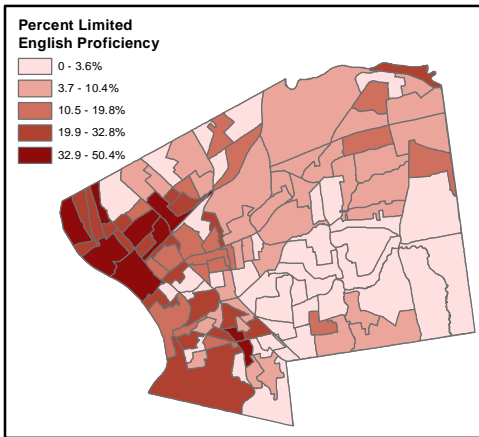 Percent Limited
English Proficiency
0 - 3.6%
3.7 - 10.4%
10.5 - 19.8%
19.9 - 32.8%
32.9 - 50.4%